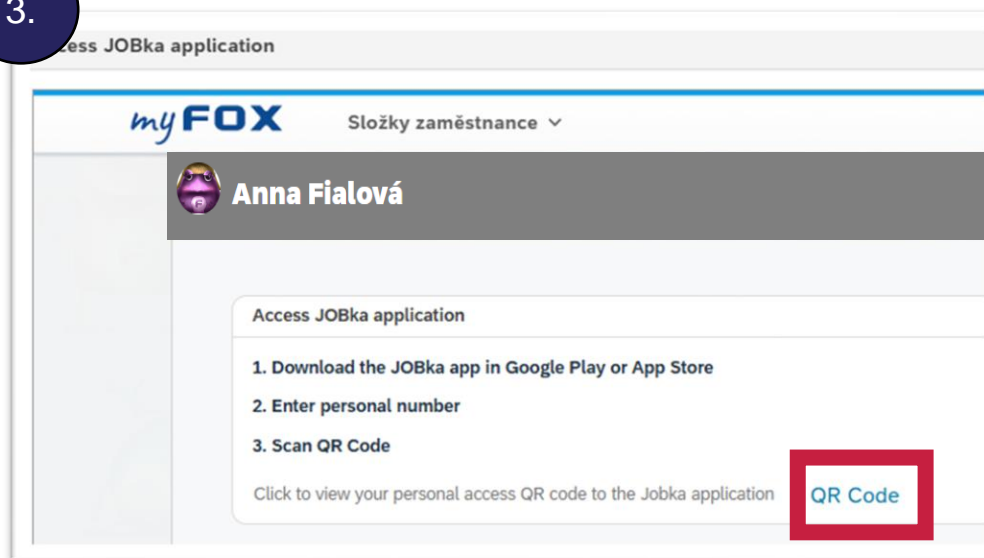 3.
cess JOBka application
my FOX
Složky zaměstnance
Anna Fialová
Access JOBka application
1. Download the JOBka app in Google Play or App Store
2. Enter personal number
3. Scan QR Code
Click to view your personal access QR code to the Jobka application QR Code